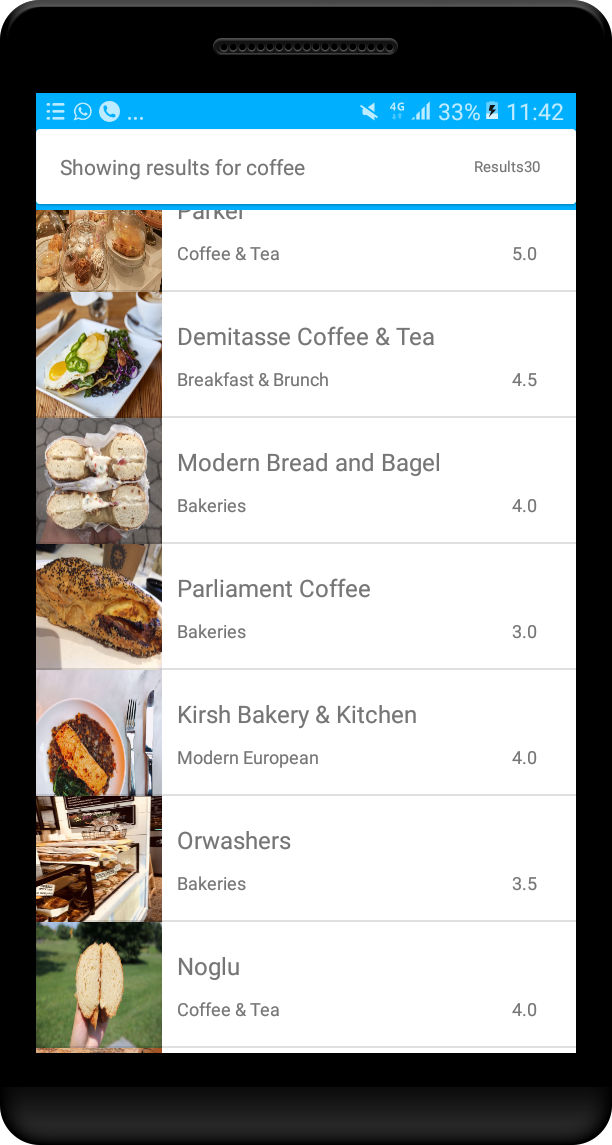 ... 4G 33% 11:42
Showing results for coffee Results30
Parker
Coffee & Tea 5.0
Demitasse Coffee & Tea
Breakfast & Brunch 4.5
Modern Bread and Bagel
Bakeries 4.0
Parliament Coffee
Bakeries 3.0
Kirsh Bakery & Kitchen
Modern European 4.0
Orwashers
Bakeries 3.5
Noglu
Coffee & Tea 4.0